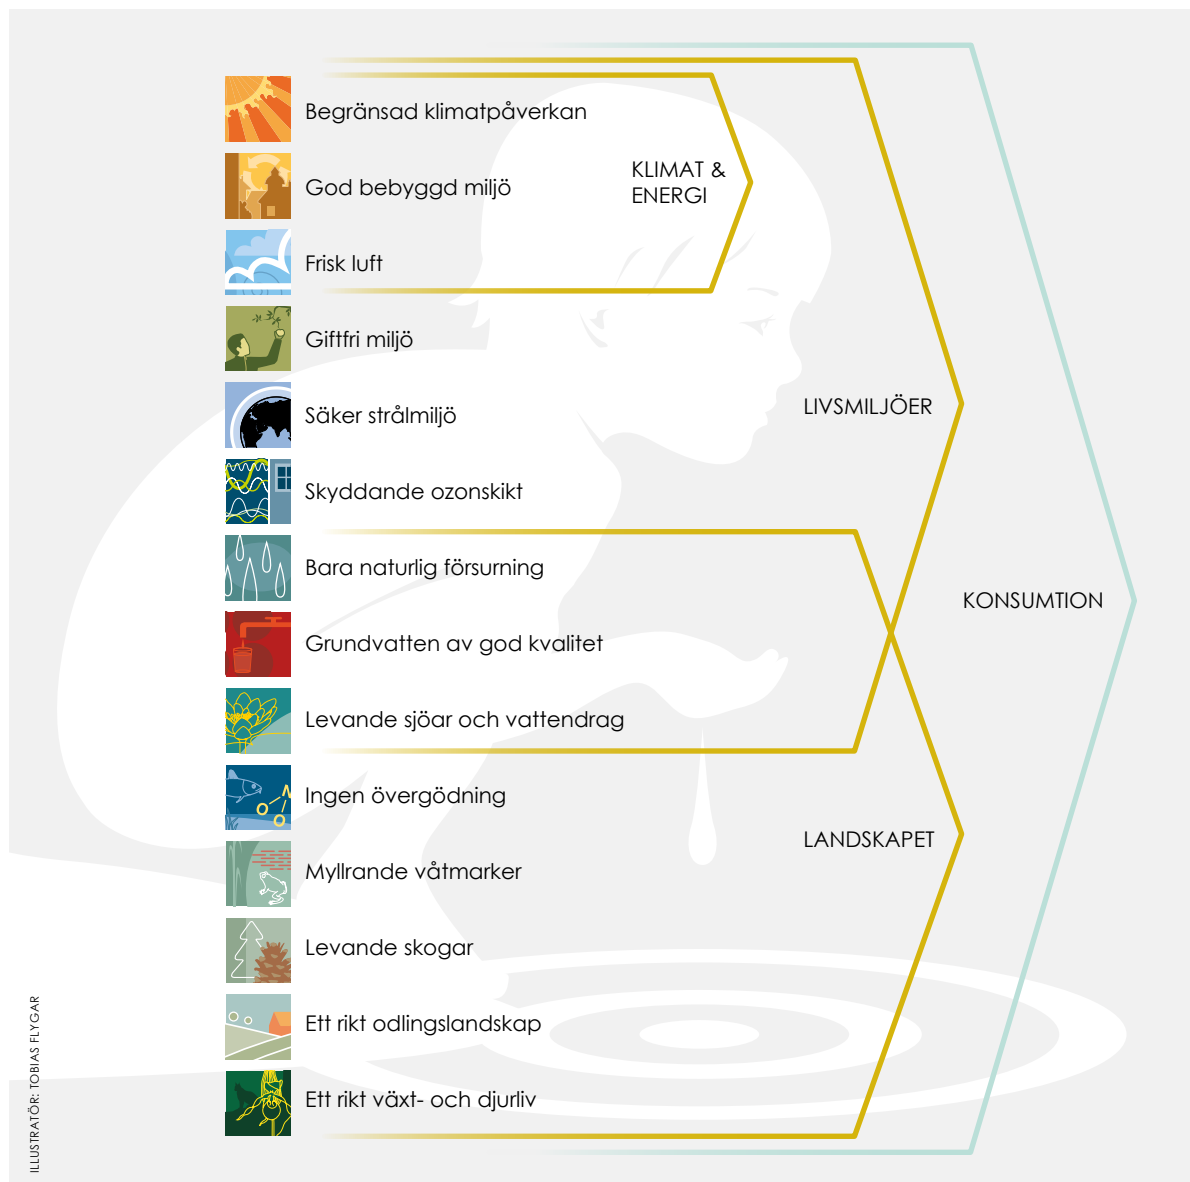 Begränsad klimatpåverkan
God bebyggd miljö
KLIMAT &
ENERGI
Frisk luft
Giftfri miljö
Säker strålmiljö
LIVSMILJÖER
Skyddande ozonskikt
Bara naturlig försurning
KONSUMTION
Grundvatten av god kvalitet
Levande sjöar och vattendrag
Ingen övergödning
N
O
O
LANDSKAPET
Myllrande våtmarker
Levande skogar
Ett rikt odlingslandskap
Ett rikt växt- och djurliv
ILLUSTRATÖR: TOBIAS FLYGAR